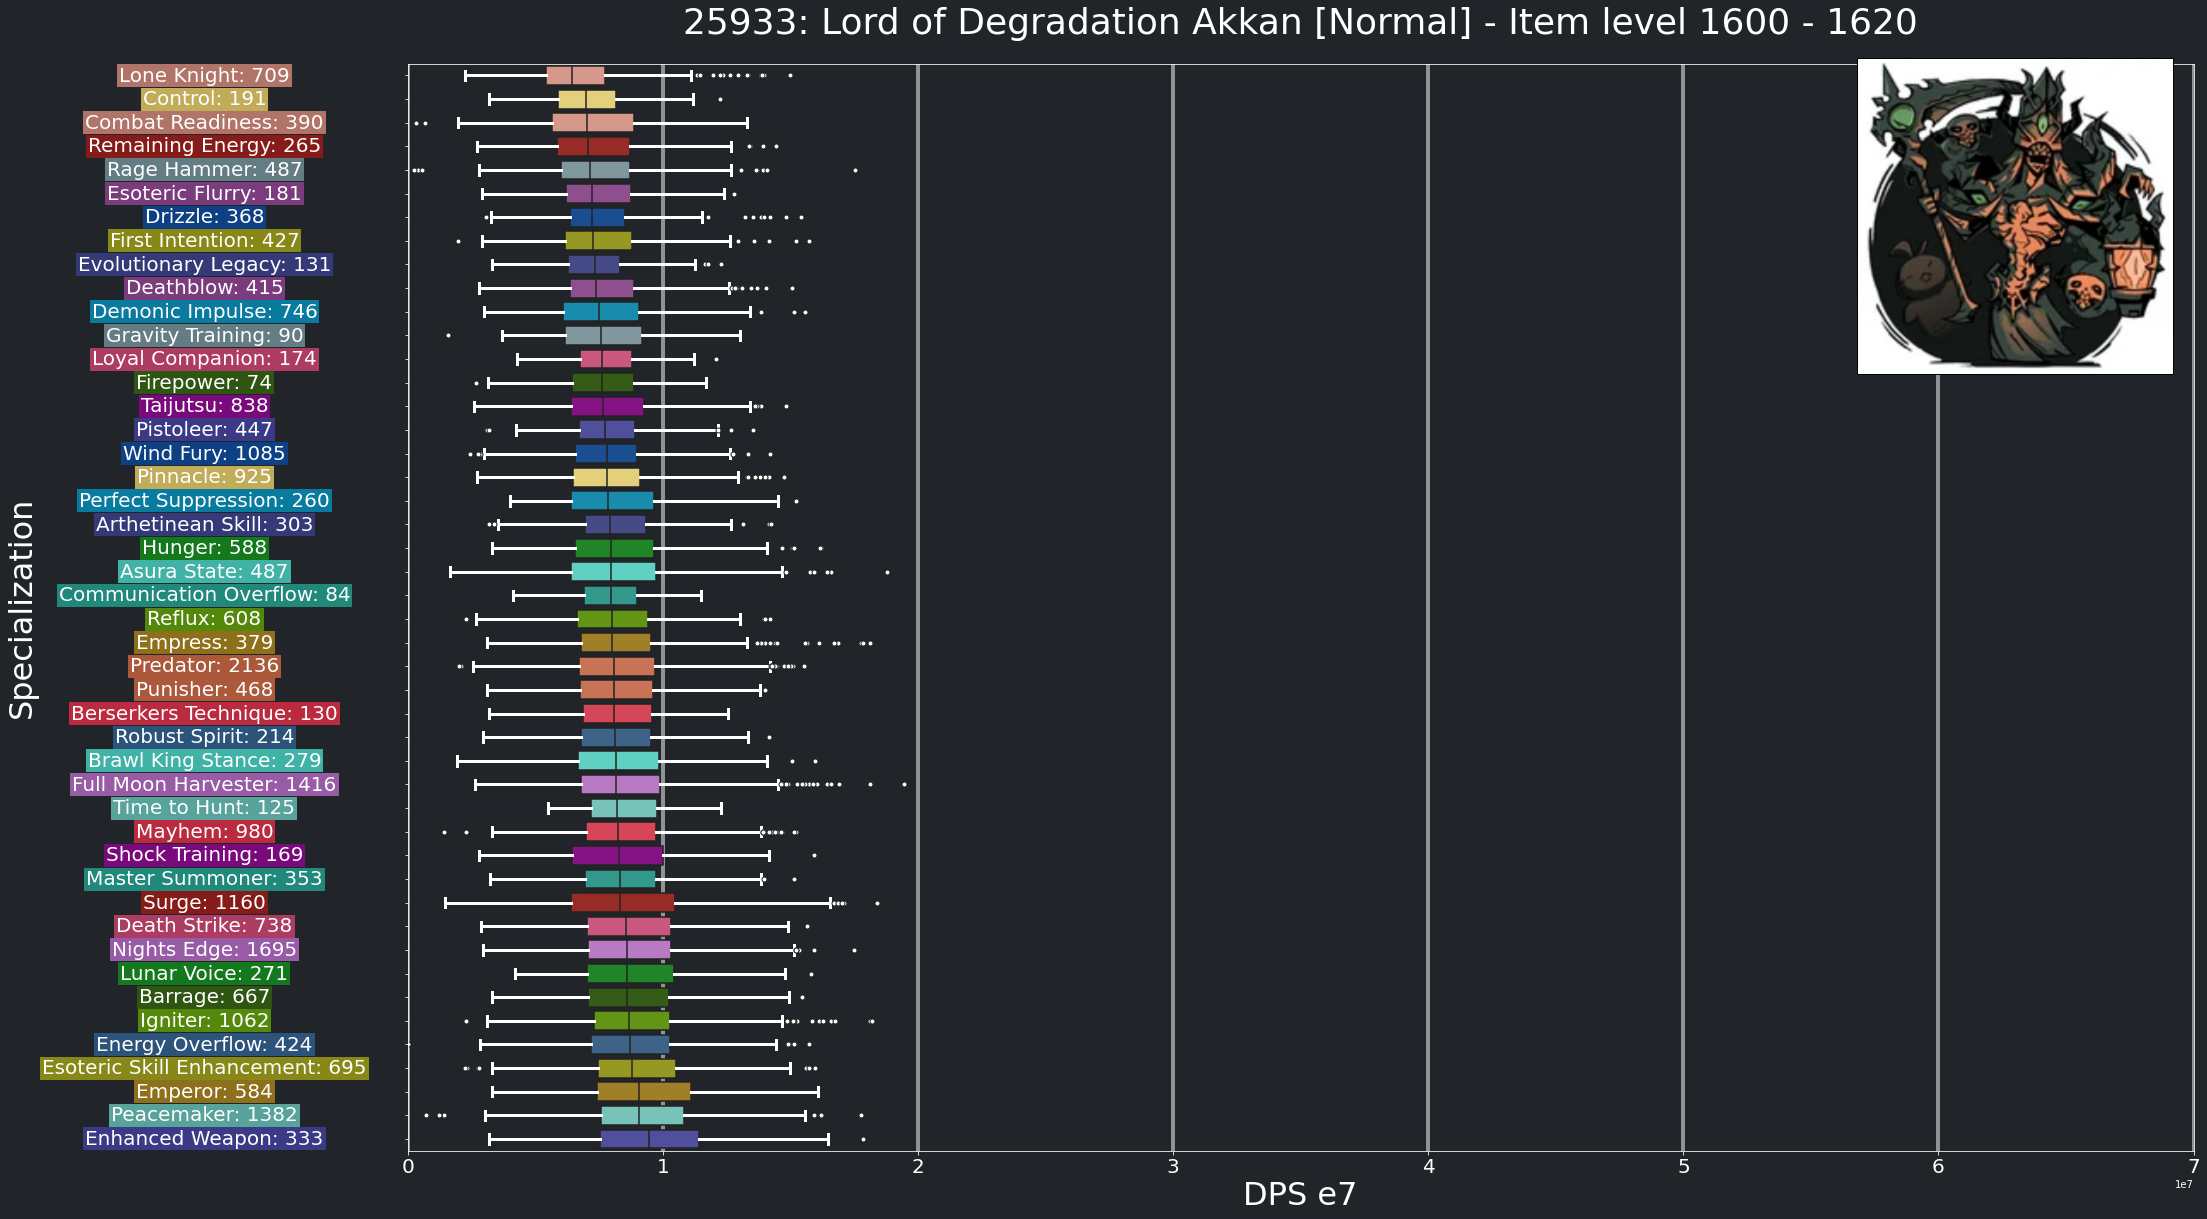 25933: Lord of Degradation Akkan [Normal] - Item level 1600 - 1620
Lone Knight: 709
Control: 191
Combat Readiness: 390
Remaining Energy: 265
Rage Hammer: 487
Esoteric Flurry: 181
Drizzle: 368
First Intention: 427
Evolutionary Legacy: 131
Deathblow: 415
Demonic Impulse: 746
Gravity Training: 90
Loyal Companion: 174
Firepower: 74
Taijutsu: 838
Pistoleer: 447
Wind Fury: 1085
Pinnacle: 925
Perfect Suppression: 260
Arthetinean Skill: 303
Hunger: 588
Asura State: 487
Communication Overflow: 84
Reflux: 608
Empress: 379
Predator: 2136
Punisher: 468
Berserkers Technique: 130
Robust Spirit: 214
Brawl King Stance: 279
Full Moon Harvester: 1416
Time to Hunt: 125
Mayhem: 980
Shock Training: 169
Master Summoner: 353
Surge: 1160
Death Strike: 738
Nights Edge: 1695
Lunar Voice: 271
Barrage: 667
Igniter: 1062
Energy Overflow: 424
Esoteric Skill Enhancement: 695
Emperor: 584
Peacemaker: 1382
Enhanced Weapon: 333
Specialization
0 1 2 3 4 5 6 7
1e7
DPS e7